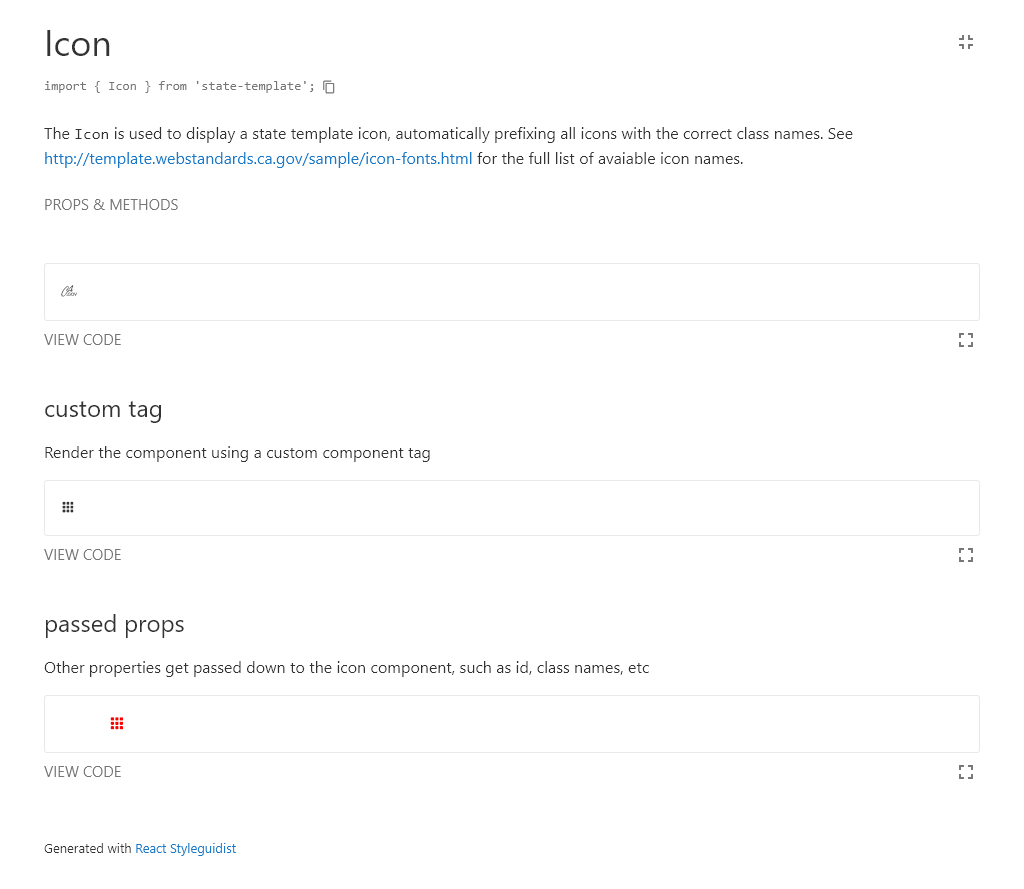 Icon
import { Icon } from 'state-template';
The Icon is used to display a state template icon, automatically prefixing all icons with the correct class names. See
http://template.webstandards.ca.gov/sample/icon-fonts.html for the full list of avaiable icon names.
PROPS & METHODS
VIEW CODE
custom tag
Render the component using a custom component tag
VIEW CODE
passed props
Other properties get passed down to the icon component, such as id, class names, etc
VIEW CODE
Generated with React Styleguidist